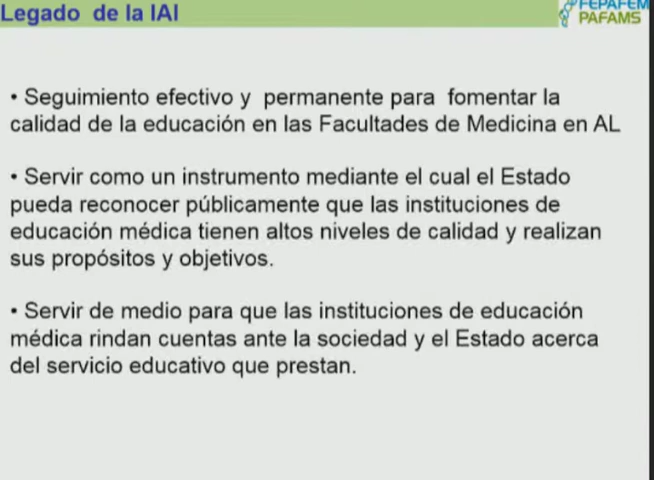 Legado de la IAI
FEPAFEM
PAFAMS
• Seguimiento efectivo y permanente para fomentar la
calidad de la educación en las Facultades de Medicina en AL
• Servir como un instrumento mediante el cual el Estado
pueda reconocer públicamente que las instituciones de
educación médica tienen altos niveles de calidad y realizan
sus propósitos y objetivos.
• Servir de medio para que las instituciones de educación
médica rindan cuentas ante la sociedad y el Estado acerca
del servicio educativo que prestan.